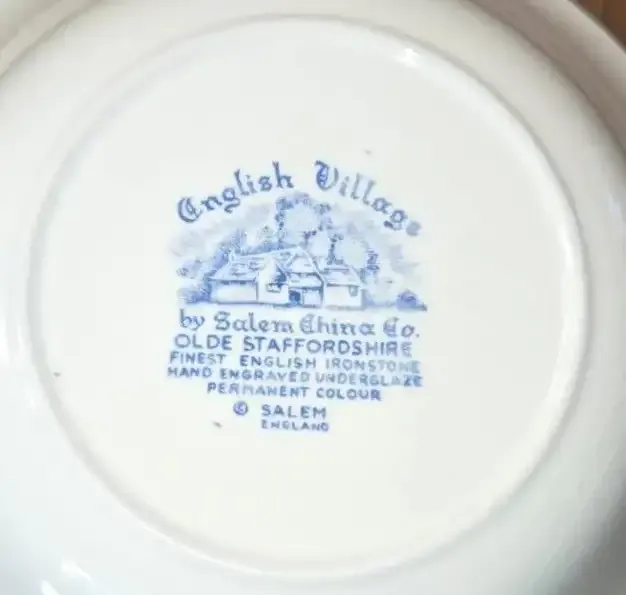 English Village
by Salem China Co.
OLDE STAFFORDSHIRE
FINEST ENGLISH IRONSTONE
HAND ENGRAVED UNDERGLAZE
PERMANENT COLOUR
© SALEM
ENGLAND